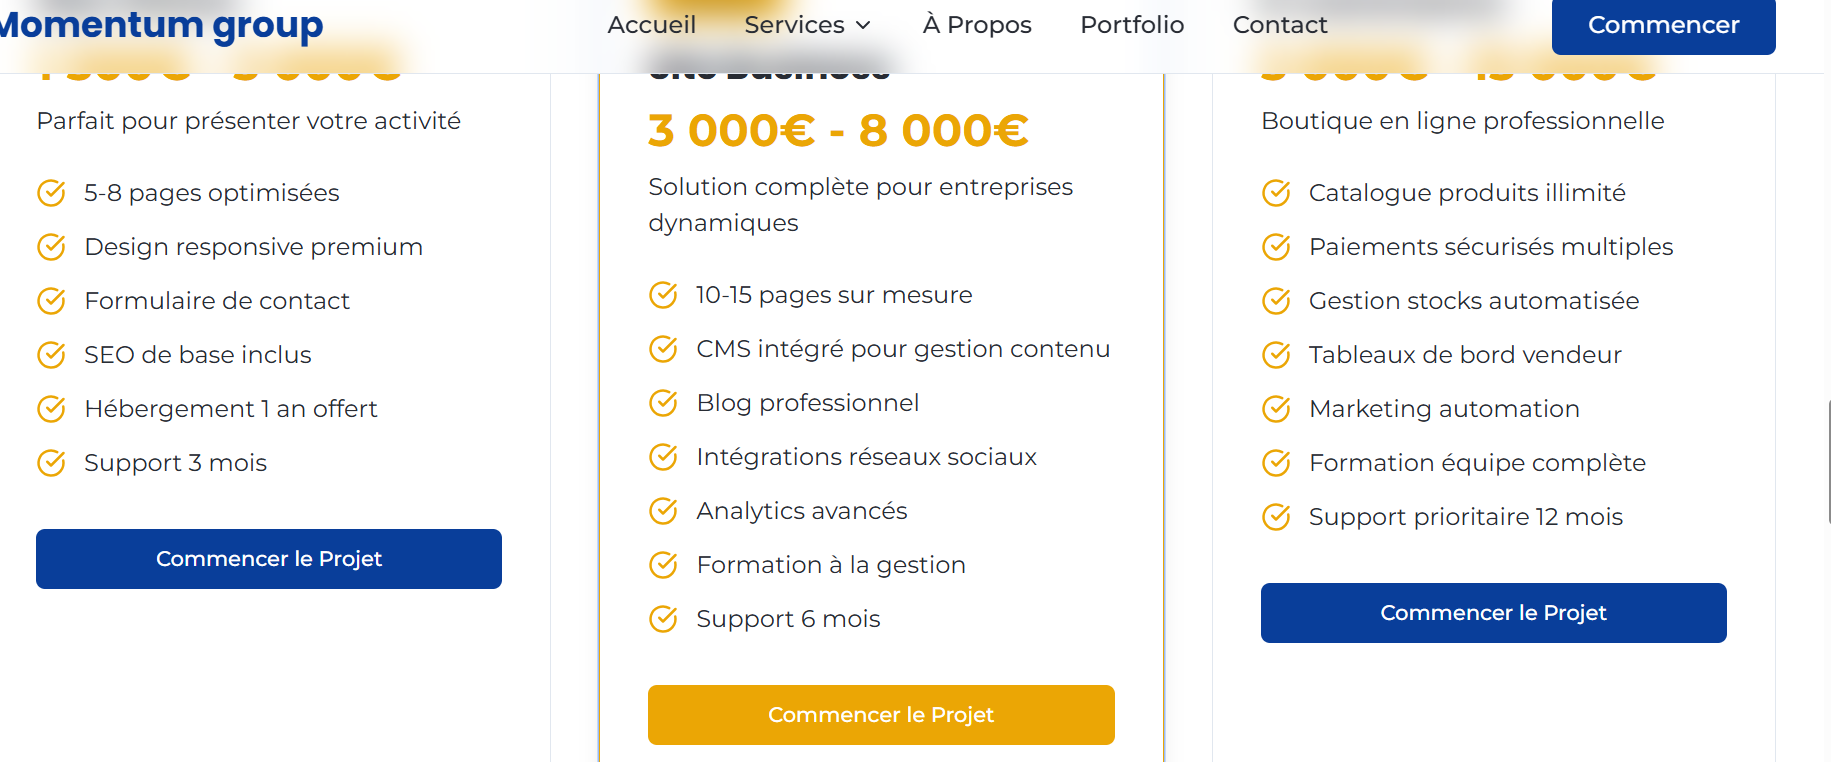 Momentum group
Accueil
Services
À Propos
Portfolio
Contact
Commencer
Parfait pour présenter votre activité
5-8 pages optimisées
Design responsive premium
Formulaire de contact
SEO de base inclus
Hébergement 1 an offert
Support 3 mois
Commencer le Projet
Site Business
3 000€ - 8 000€
Solution complète pour entreprises
dynamiques
10-15 pages sur mesure
CMS intégré pour gestion contenu
Blog professionnel
Intégrations réseaux sociaux
Analytics avancés
Formation à la gestion
Support 6 mois
Commencer le Projet
Boutique en ligne professionnelle
Catalogue produits illimité
Paiements sécurisés multiples
Gestion stocks automatisée
Tableaux de bord vendeur
Marketing automation
Formation équipe complète
Support prioritaire 12 mois
Commencer le Projet